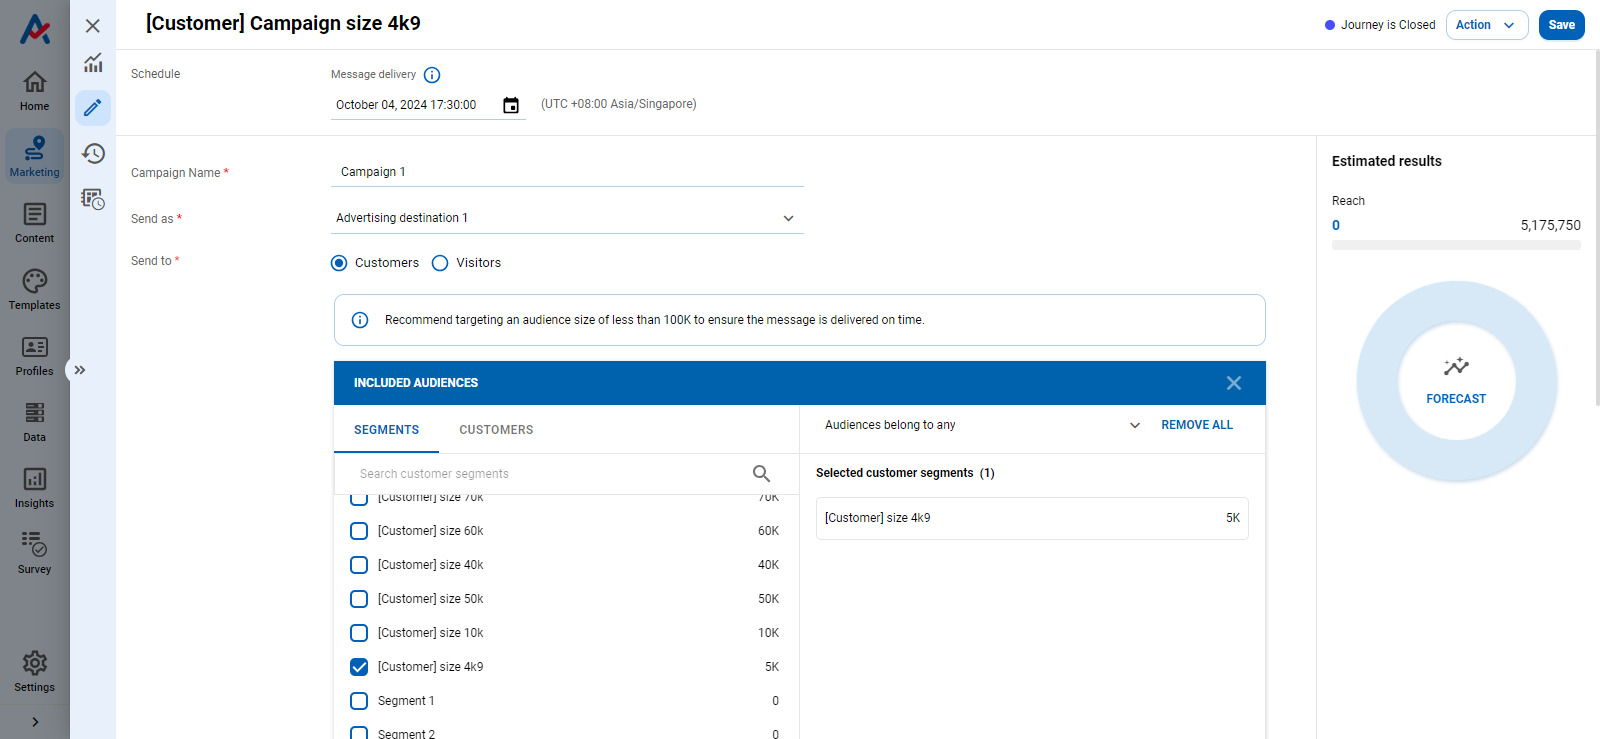 [Customer] Campaign size 4k9
Journey is Closed
Action
Save
Home
Marketing
Content
Templates
Profiles
Data
Insights
Survey
Settings
Schedule
Message delivery
October 04, 2024 17:30:00
(UTC +08:00 Asia/Singapore)
Campaign Name *
Campaign 1
Send as *
Advertising destination 1
Send to *
Customers
Visitors
Recommend targeting an audience size of less than 100K to ensure the message is delivered on time.
INCLUDED AUDIENCES
SEGMENTS
CUSTOMERS
Search customer segments
[Customer] size 70k 70K
[Customer] size 60k 60K
[Customer] size 40k 40K
[Customer] size 50k 50K
[Customer] size 10k 10K
[Customer] size 4k9 5K
Segment 1 0
Segment 2 0
Audiences belong to any
REMOVE ALL
Selected customer segments (1)
[Customer] size 4k9 5K
Estimated results
Reach
0 5,175,750
FORECAST